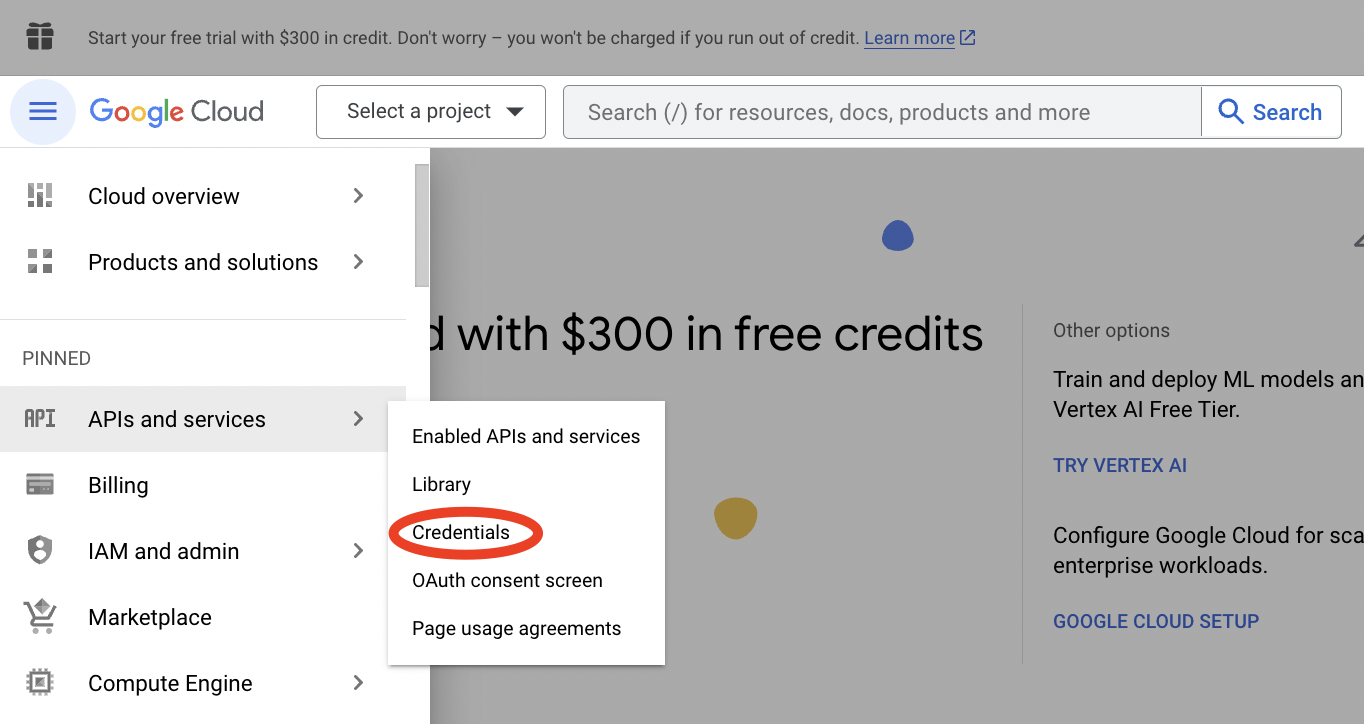 Start your free trial with $300 in credit. Don't worry – you won't be charged if you run out of credit. Learn more
Google Cloud
Select a project
Search (/) for resources, docs, products and more
Search
Cloud overview
Products and solutions
PINNED
API APIs and services
Billing
IAM and admin
Marketplace
Compute Engine
Enabled APIs and services
Library
Credentials
OAuth consent screen
Page usage agreements
d with $300 in free credits
Other options
Train and deploy ML models an
Vertex AI Free Tier.
TRY VERTEX AI
Configure Google Cloud for sca
enterprise workloads.
GOOGLE CLOUD SETUP